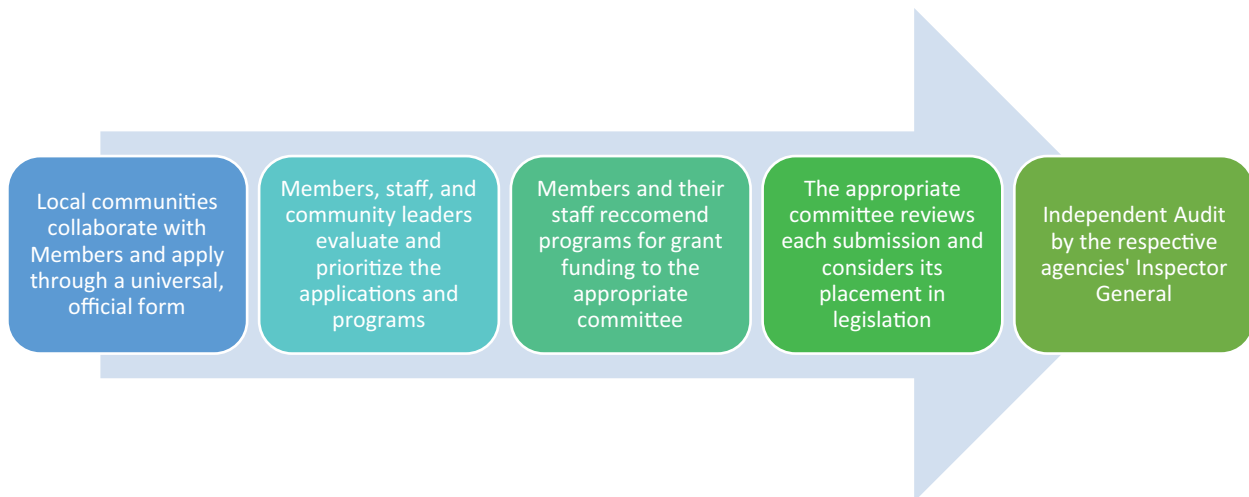 Local communities
collaborate with
Members and apply
through a universal,
official form
Members, staff, and
community leaders
evaluate and
prioritize the
applications and
programs
Members and their
staff reccomend
programs for grant
funding to the
appropriate
committee
The appropriate
committee reviews
each submission and
considers its
placement in
legislation
Independent Audit
by the respective
agencies' Inspector
General